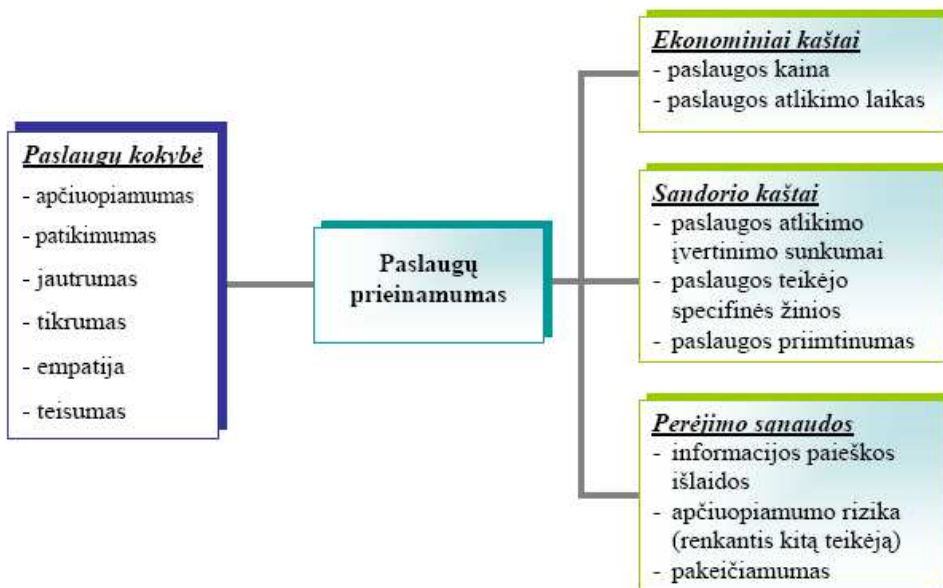 Paslaugų kokybė
- apčiuopiamumas
- patikimumas
- jautrumas
- tikrumas
- empatija
- teisumas
Paslaugų
prieinamumas
Ekonominiai kaštai
- paslaugos kaina
- paslaugos atlikimo laikas
Sandorio kaštai
- paslaugos atlikimo
įvertinimo sunkumai
- paslaugos teikėjo
specifinės žinios
- paslaugos priimtinumas
Perėjimo sąnaudos
- informacijos paieškos
išlaidos
- apčiuopiamumo rizika
(renkantis kitą teikėją)
- pakeičiamumas